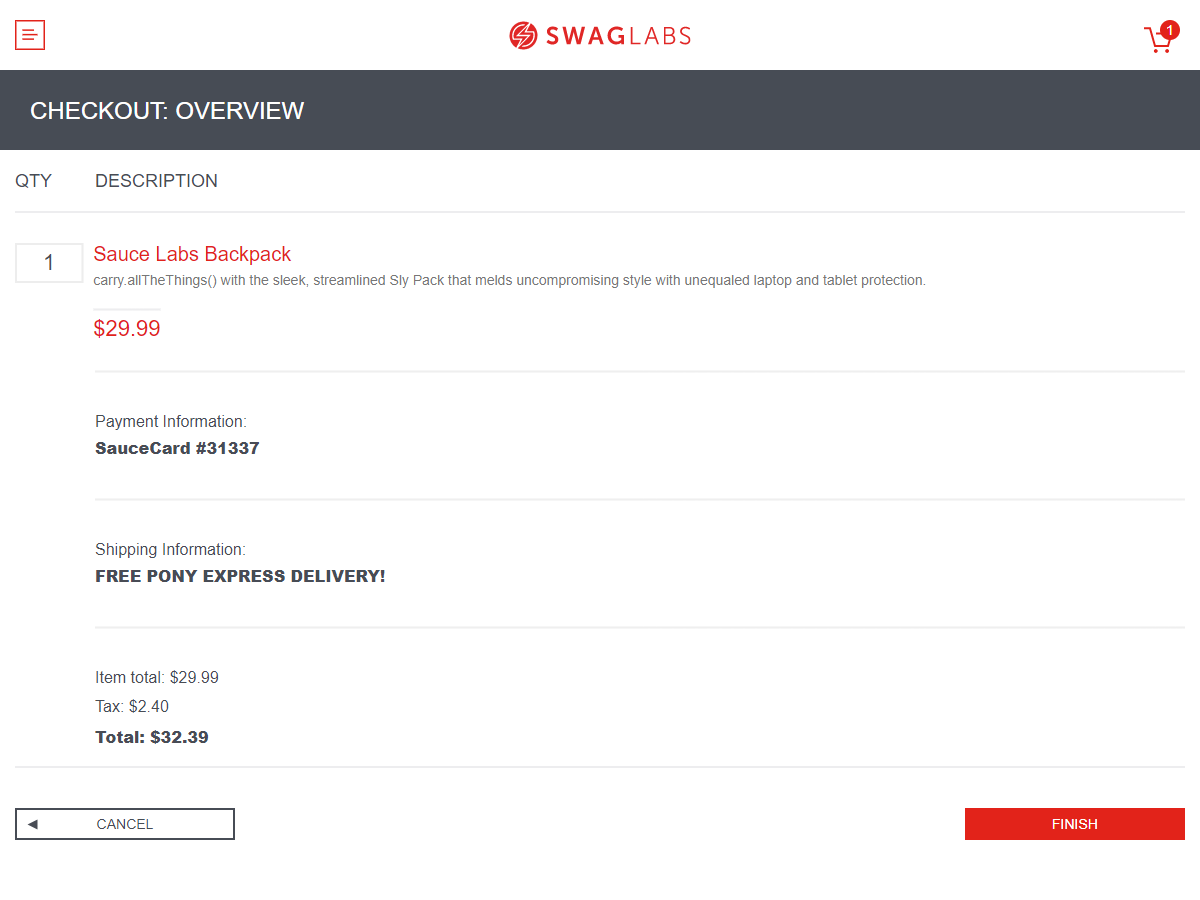 SWAGLABS
1
CHECKOUT: OVERVIEW
QTY DESCRIPTION
1
Sauce Labs Backpack
carry.allTheThings() with the sleek, streamlined Sly Pack that melds uncompromising style with unequaled laptop and tablet protection.
$29.99
Payment Information:
SauceCard #31337
Shipping Information:
FREE PONY EXPRESS DELIVERY!
Item total: $29.99
Tax: $2.40
Total: $32.39
CANCEL
FINISH